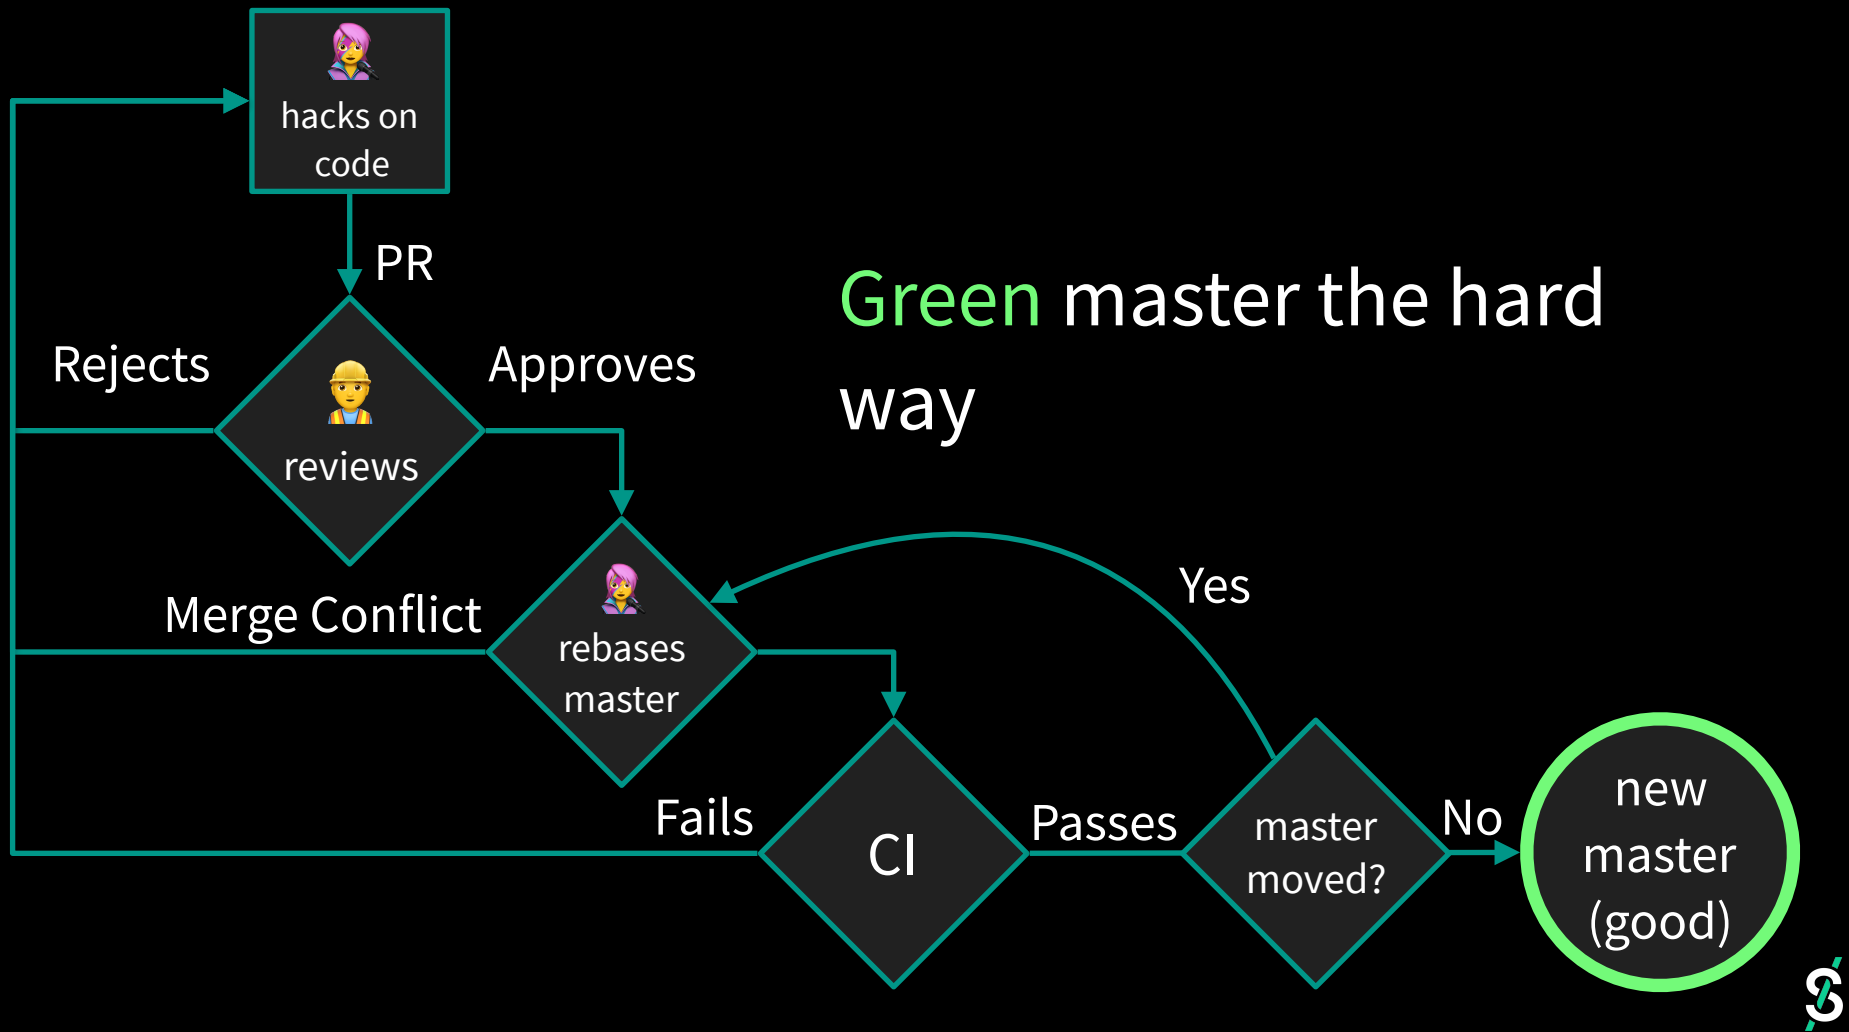 hacks on
code
PR
Green master the hard
way
Rejects
Approves
reviews
Yes
Merge Conflict
rebases
master
Fails
CI
Passes
master
moved?
No
new
master
(good)